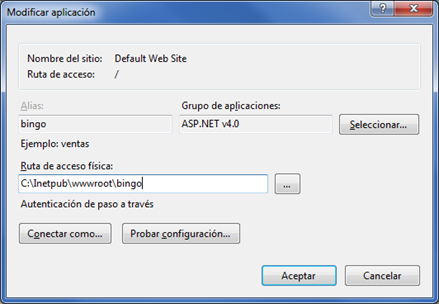 Modificar aplicación
Nombre del sitio: Default Web Site
Ruta de acceso: /
Alias: Grupo de aplicaciones:
bingo ASP.NET v4.0 Seleccionar...
Ejemplo: ventas
Ruta de acceso física:
C:\Inetpub\wwwroot\bingo ...
Autenticación de paso a través
Conectar como... Probar configuración...
Aceptar Cancelar